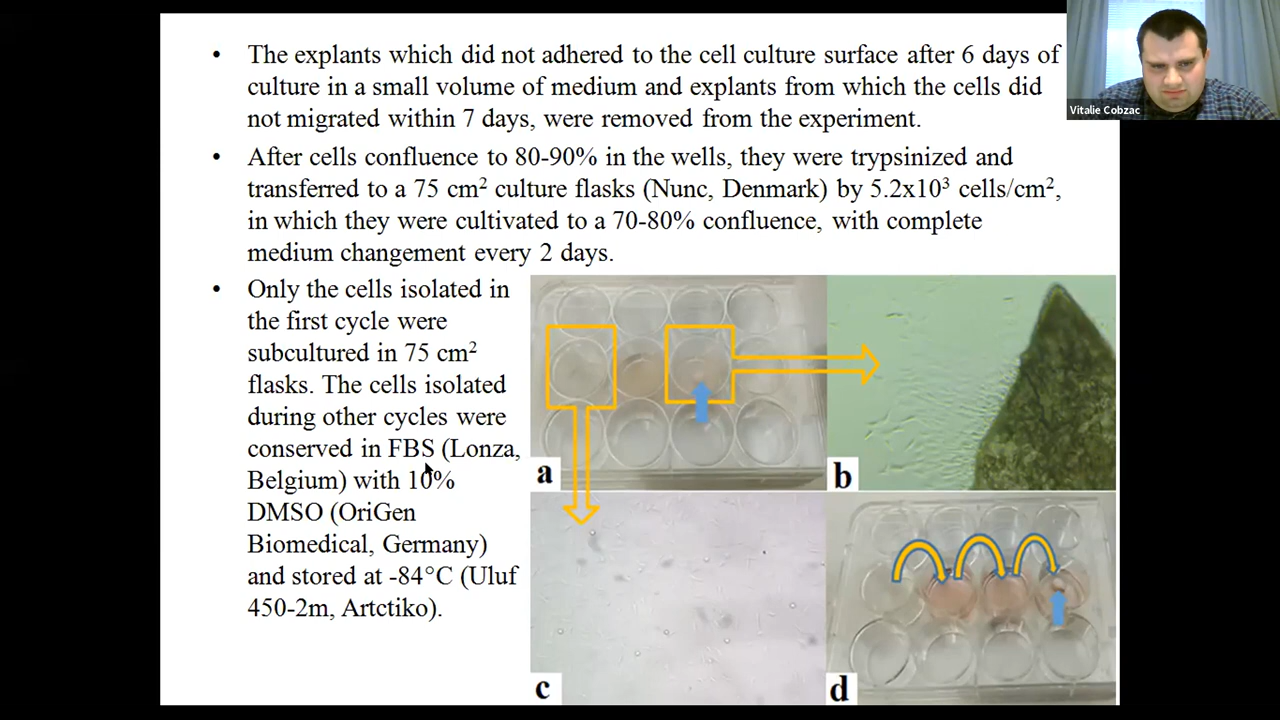 • The explants which did not adhered to the cell culture surface after 6 days of
culture in a small volume of medium and explants from which the cells did
not migrated within 7 days, were removed from the experiment.
• After cells confluence to 80-90% in the wells, they were trypsinized and
transferred to a 75 cm² culture flasks (Nunc, Denmark) by 5.2x10³ cells/cm²,
in which they were cultivated to a 70-80% confluence, with complete
medium changement every 2 days.
• Only the cells isolated in
the first cycle were
subcultured in 75 cm²
flasks. The cells isolated
during other cycles were
conserved in FBS (Lonza,
Belgium) with 10%
DMSO (OriGen
Biomedical, Germany)
and stored at -84°C (Uluf
450-2m, Artctiko).
a
b
c
d
Vitalie Cobzac